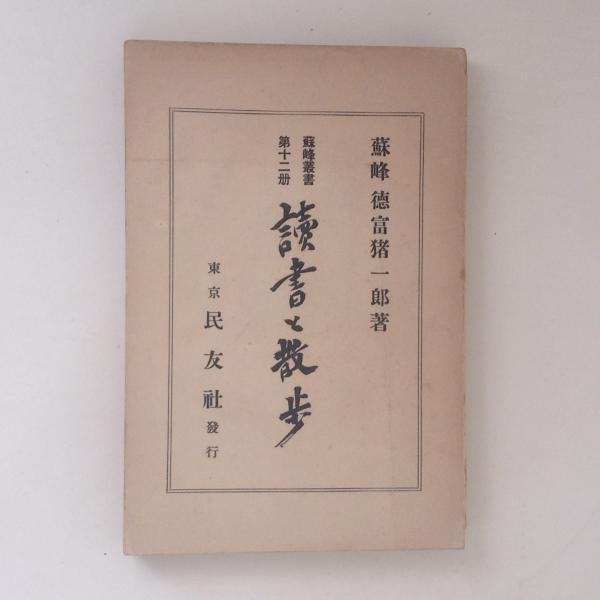 蘇峰 德富猪一郎著
蘇峰叢書
第十二册
讀書と散歩
東京 民友社發行